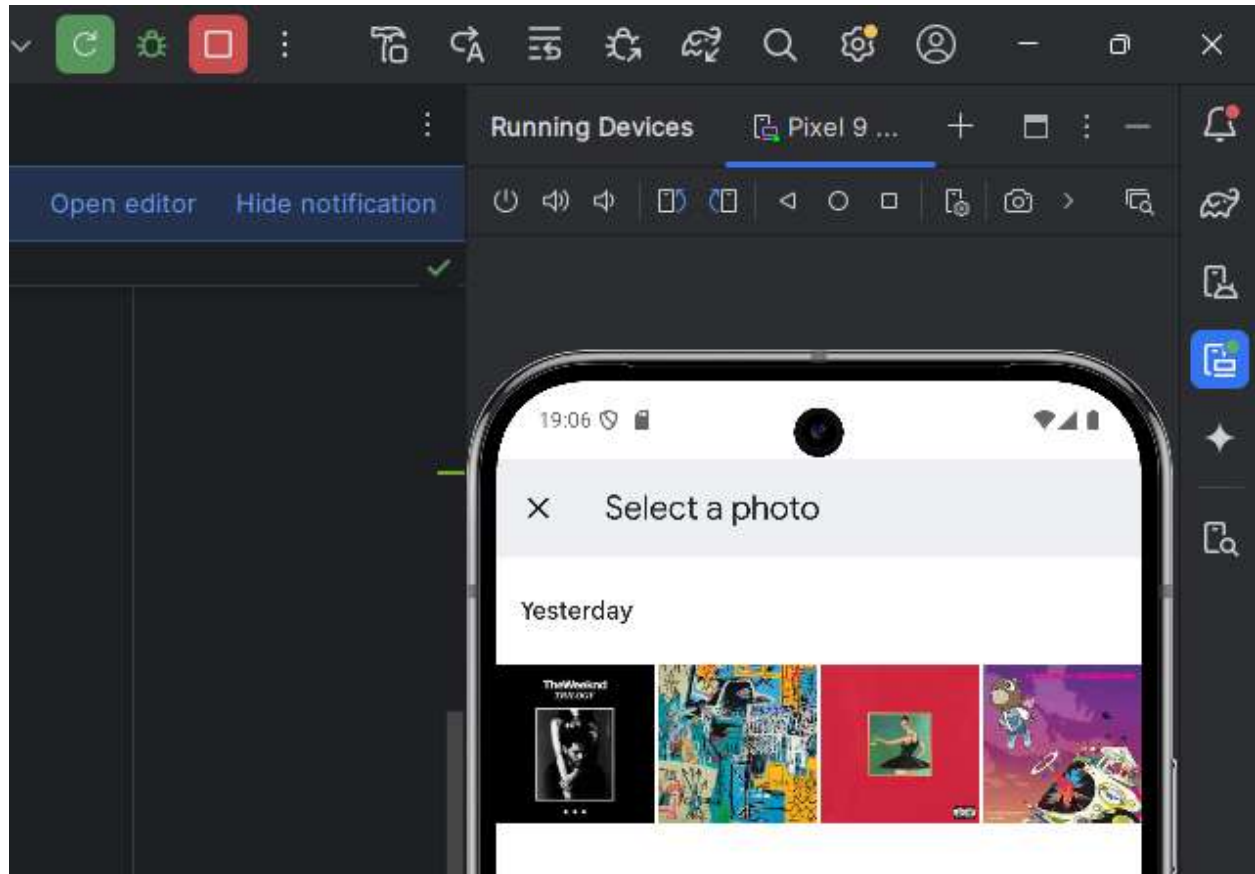 Running Devices
Pixel 9 ...
Open editor
Hide notification
19:06
Select a photo
Yesterday
TheWeeknd
TRILOGY